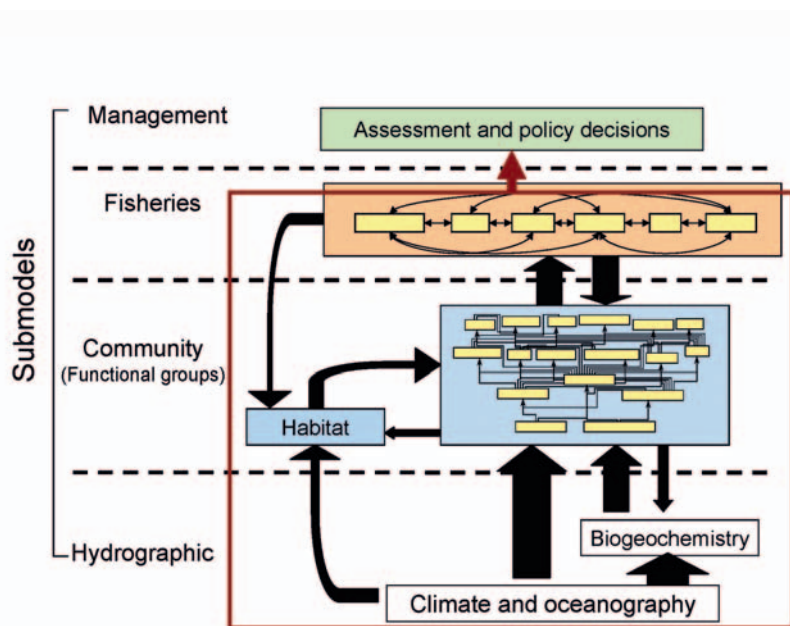 Management
Assessment and policy decisions
Fisheries
Submodels
Community
(Functional groups)
Habitat
Hydrographic
Biogeochemistry
Climate and oceanography